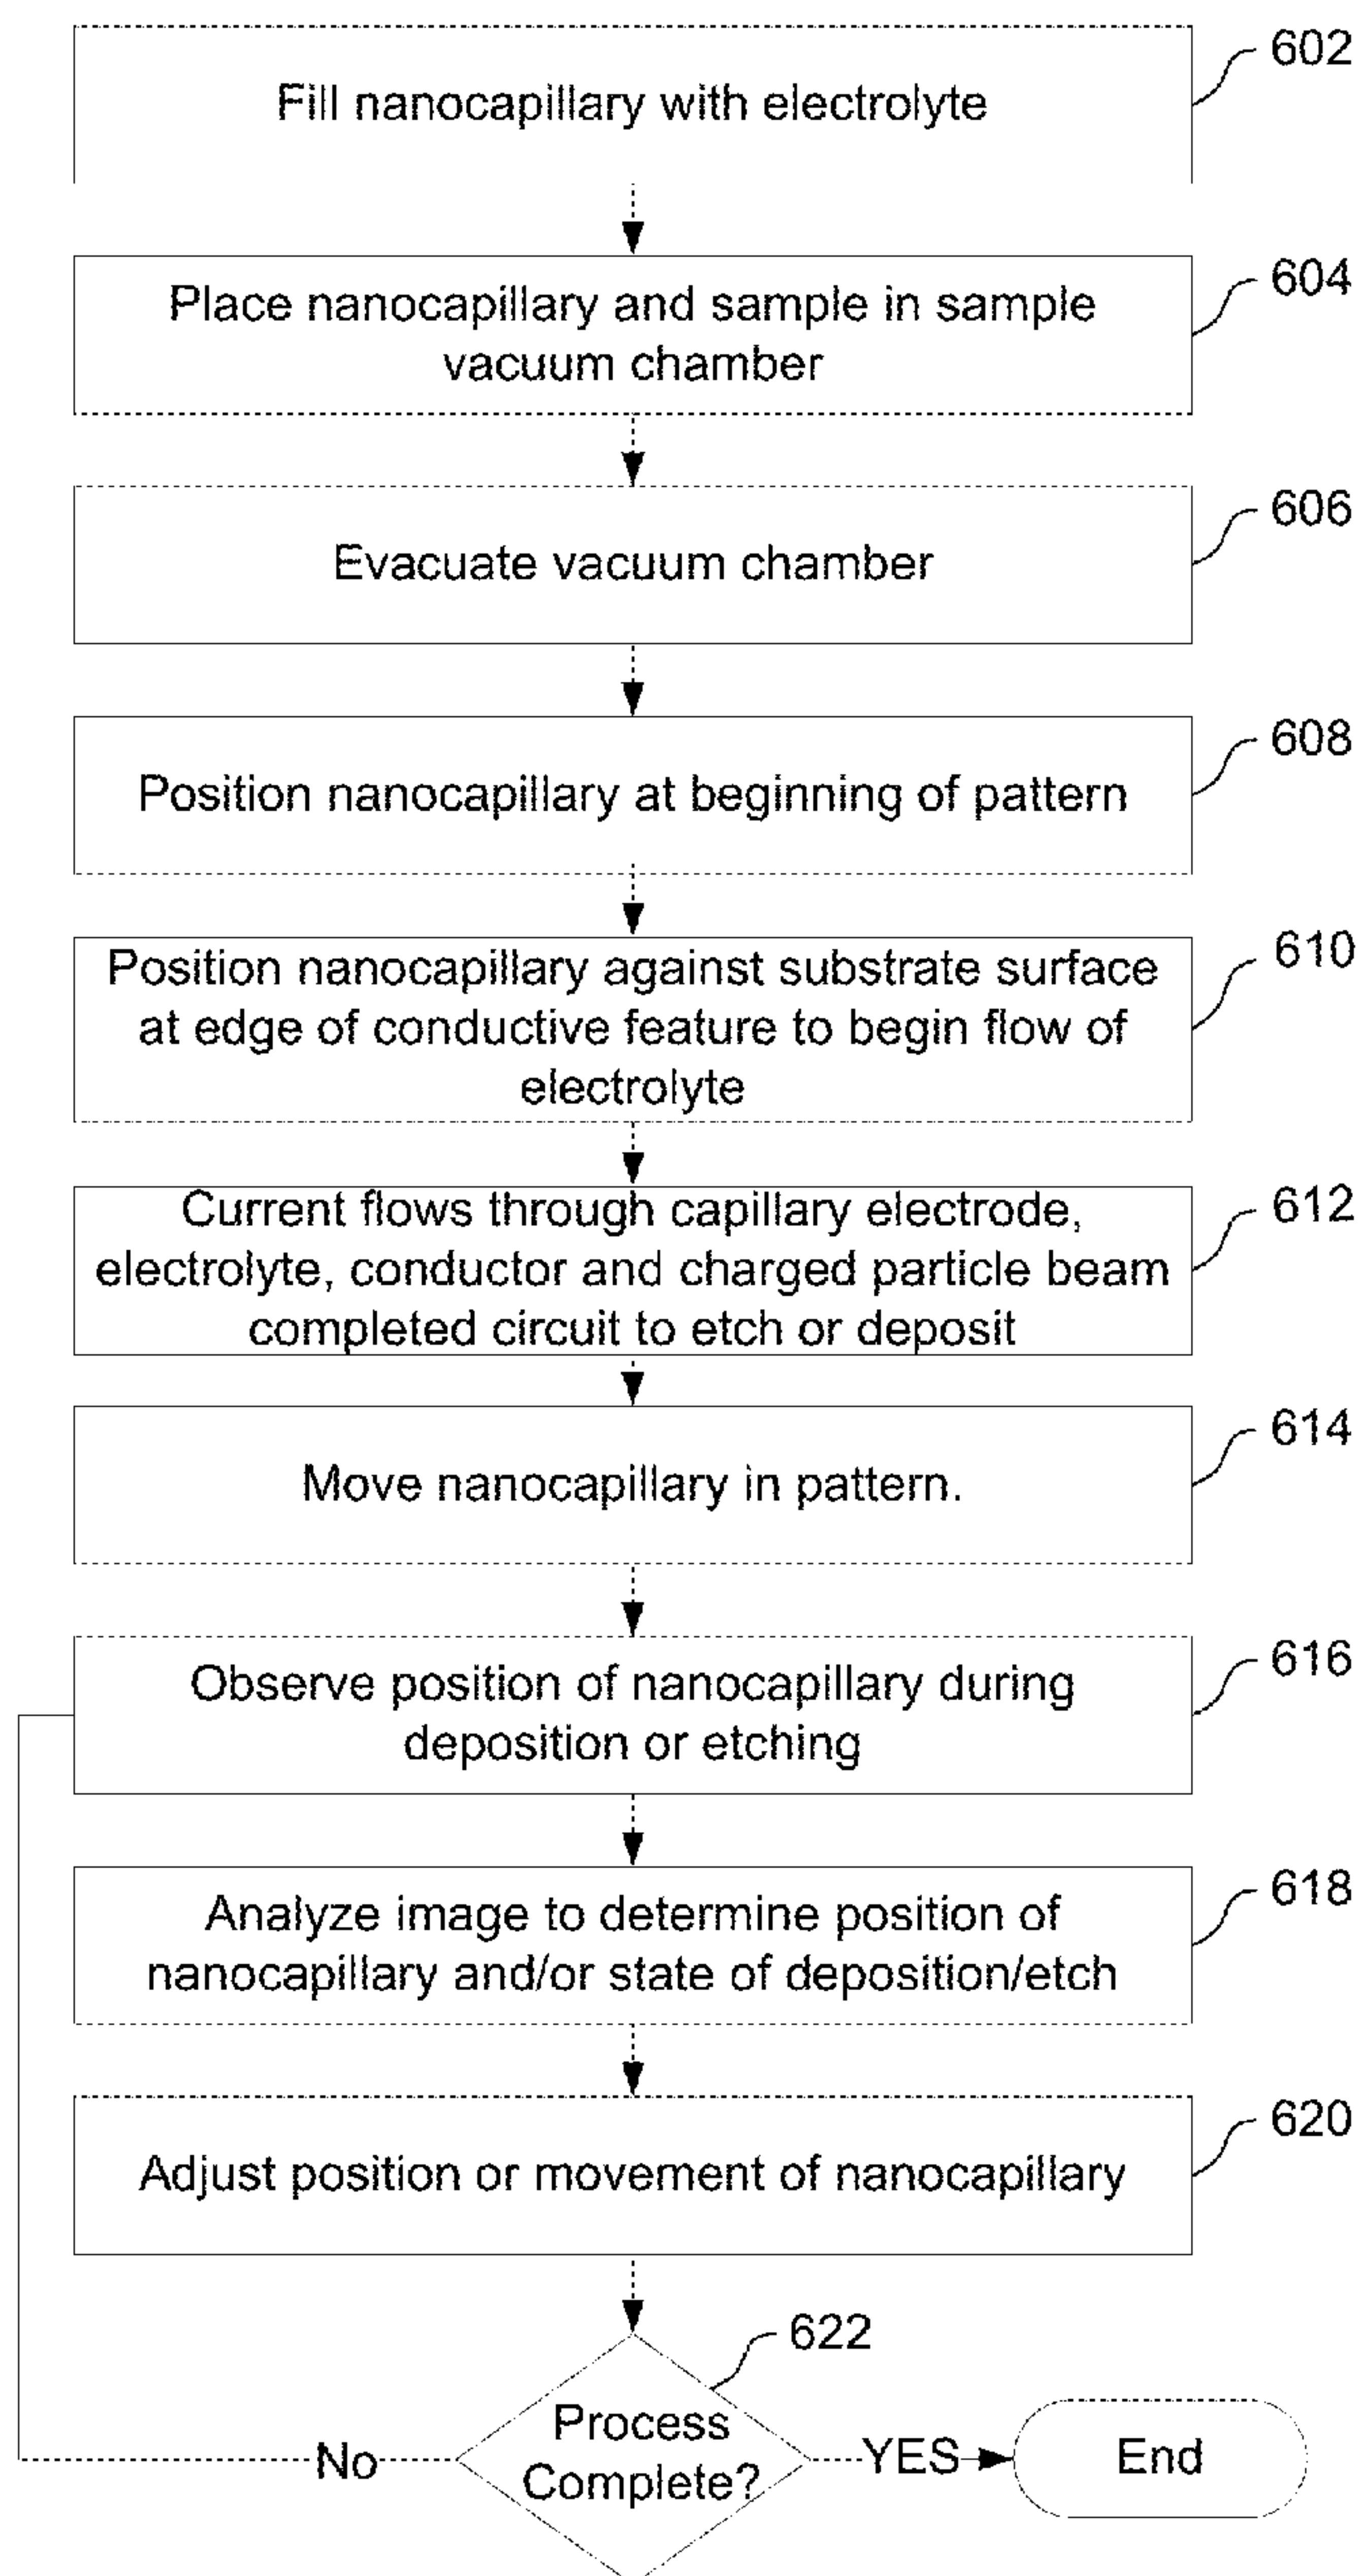 602
Fill nanocapillary with electrolyte
604
Place nanocapillary and sample in sample
vacuum chamber
606
Evacuate vacuum chamber
608
Position nanocapillary at beginning of pattern
610
Position nanocapillary against substrate surface
at edge of conductive feature to begin flow of
electrolyte
612
Current flows through capillary electrode,
electrolyte, conductor and charged particle beam
completed circuit to etch or deposit
614
Move nanocapillary in pattern.
616
Observe position of nanocapillary during
deposition or etching
618
Analyze image to determine position of
nanocapillary and/or state of deposition/etch
620
Adjust position or movement of nanocapillary
622
Process
Complete?
No
YES
End